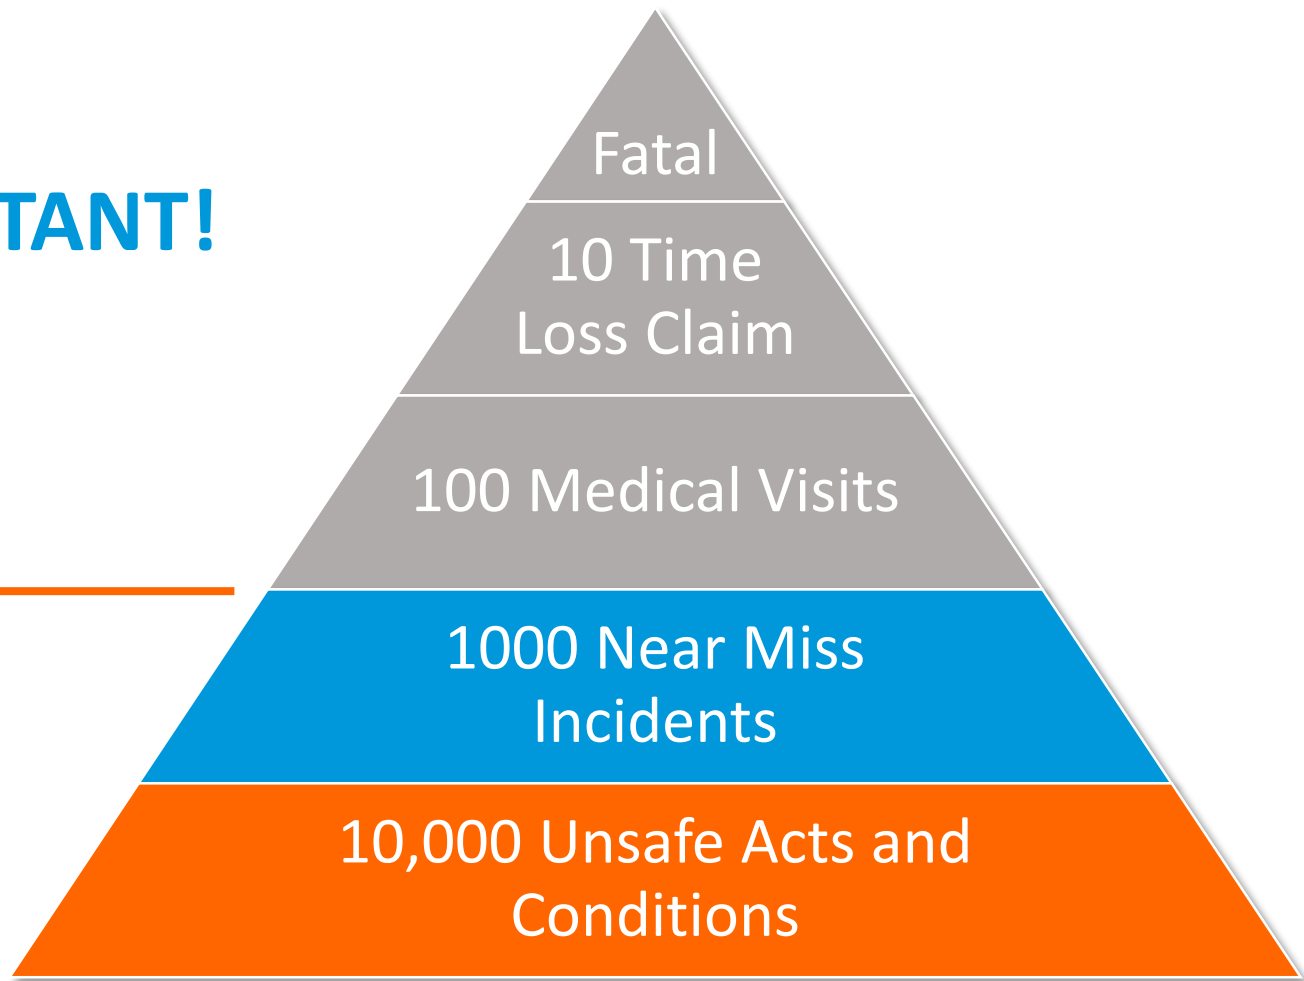 TANT!
Fatal
10 Time
Loss Claim
100 Medical Visits
1000 Near Miss
Incidents
10,000 Unsafe Acts and
Conditions